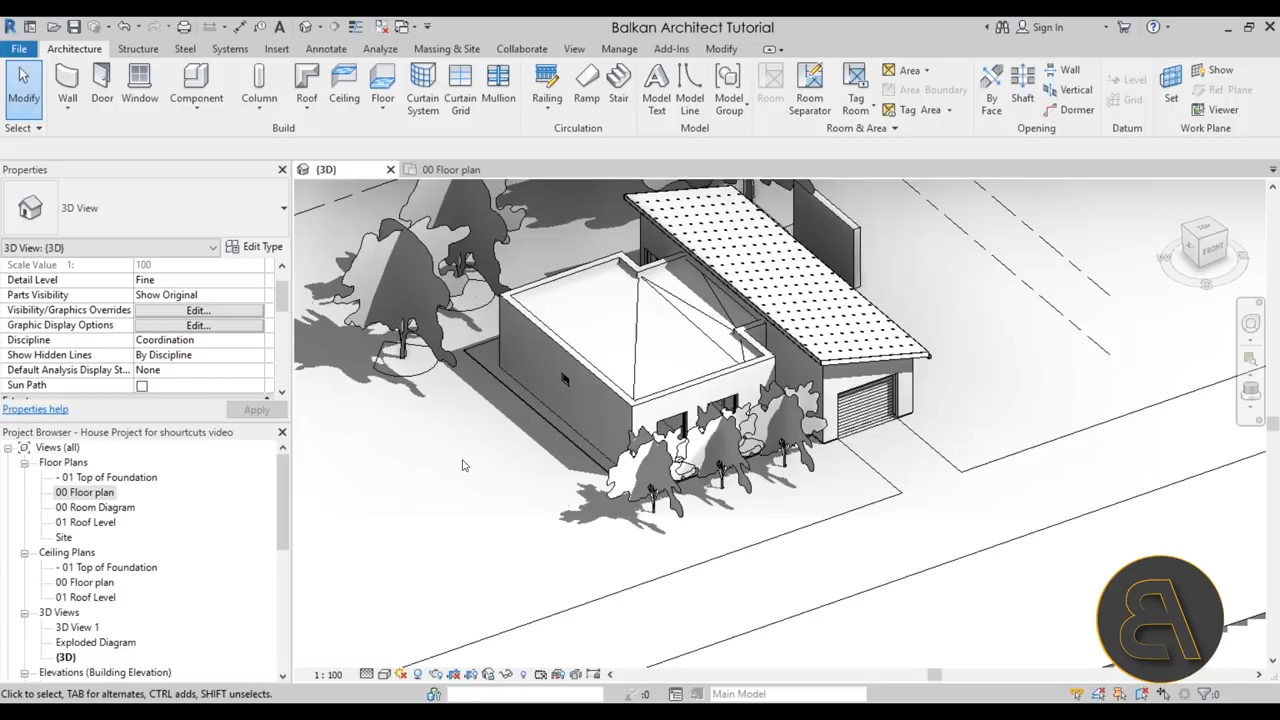 Balkan Architect Tutorial
Sign In
File Architecture Structure Steel Systems Insert Annotate Analyze Massing & Site Collaborate View Manage Add-Ins Modify
Modify Wall Door Window Component Column Roof Ceiling Floor Curtain System Curtain Grid Mullion Railing Ramp Stair Model Text Model Line Model Group Room Room Separator Tag Room Area Area Boundary Tag Area By Face Shaft Wall Vertical Dormer Level Grid Set Show Ref Plane Viewer
Select Build Circulation Model Room & Area Opening Datum Work Plane
Properties
{3D} 00 Floor plan
3D View
3D View: {3D} Edit Type
Scale Value 1: 100
Detail Level Fine
Parts Visibility Show Original
Visibility/Graphics Overrides Edit...
Graphic Display Options Edit...
Discipline Coordination
Show Hidden Lines By Discipline
Default Analysis Display St... None
Sun Path
Properties help Apply
Project Browser - House Project for shourtcuts video
Views (all)
Floor Plans
- 01 Top of Foundation
00 Floor plan
00 Room Diagram
01 Roof Level
Site
Ceiling Plans
- 01 Top of Foundation
00 Floor plan
01 Roof Level
3D Views
3D View 1
Exploded Diagram
{3D}
Elevations (Building Elevation)
TOP
FRONT
1 : 100
Click to select, TAB for alternates, CTRL adds, SHIFT unselects.
:0
Main Model
:0